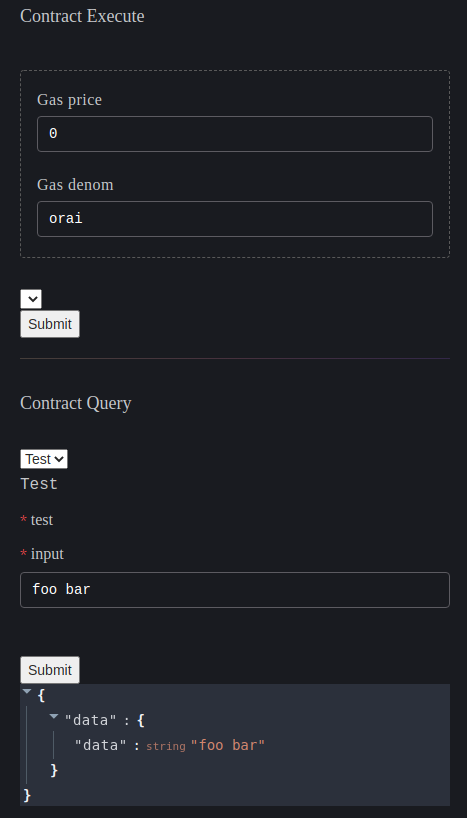 Contract Execute
Gas price
0
Gas denom
orai
Submit
Contract Query
Test
Test
* test
* input
foo bar
Submit
{
"data" : {
"data" : string "foo bar"
}
}